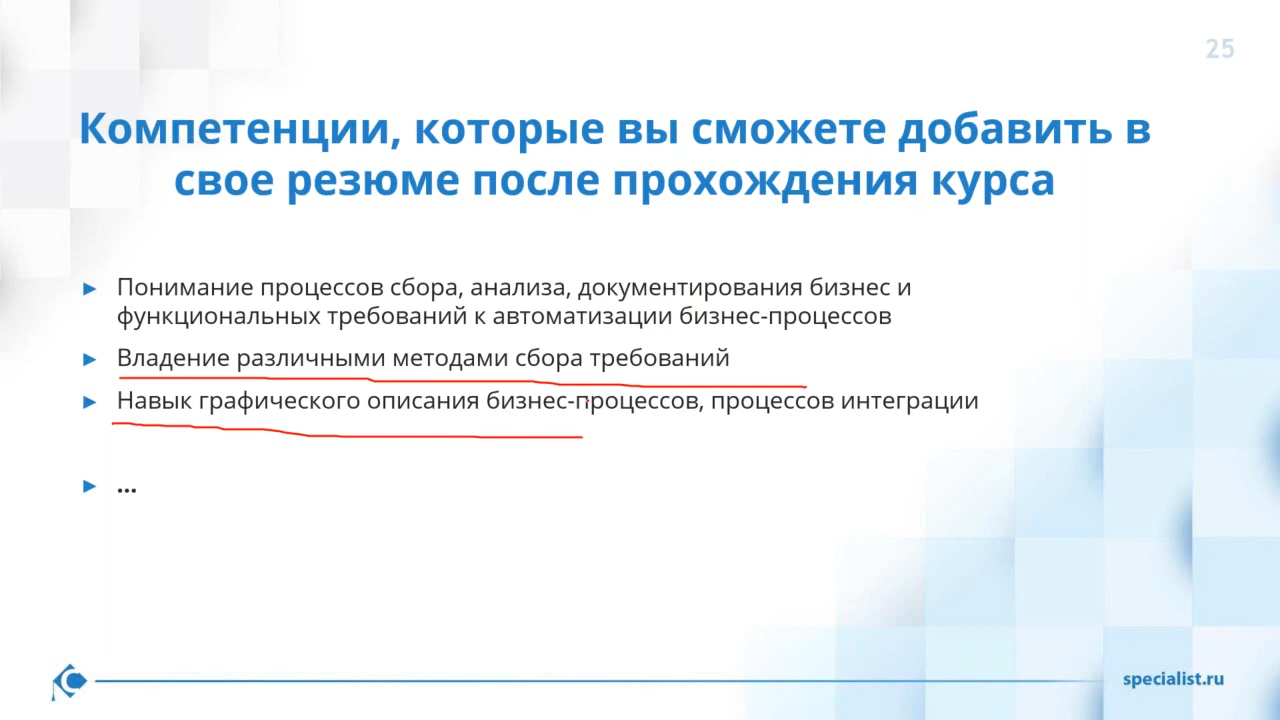 25
Компетенции, которые вы сможете добавить в
свое резюме после прохождения курса
► Понимание процессов сбора, анализа, документирования бизнес и
функциональных требований к автоматизации бизнес-процессов
► Владение различными методами сбора требований
► Навык графического описания бизнес-процессов, процессов интеграции
► ...
specialist.ru